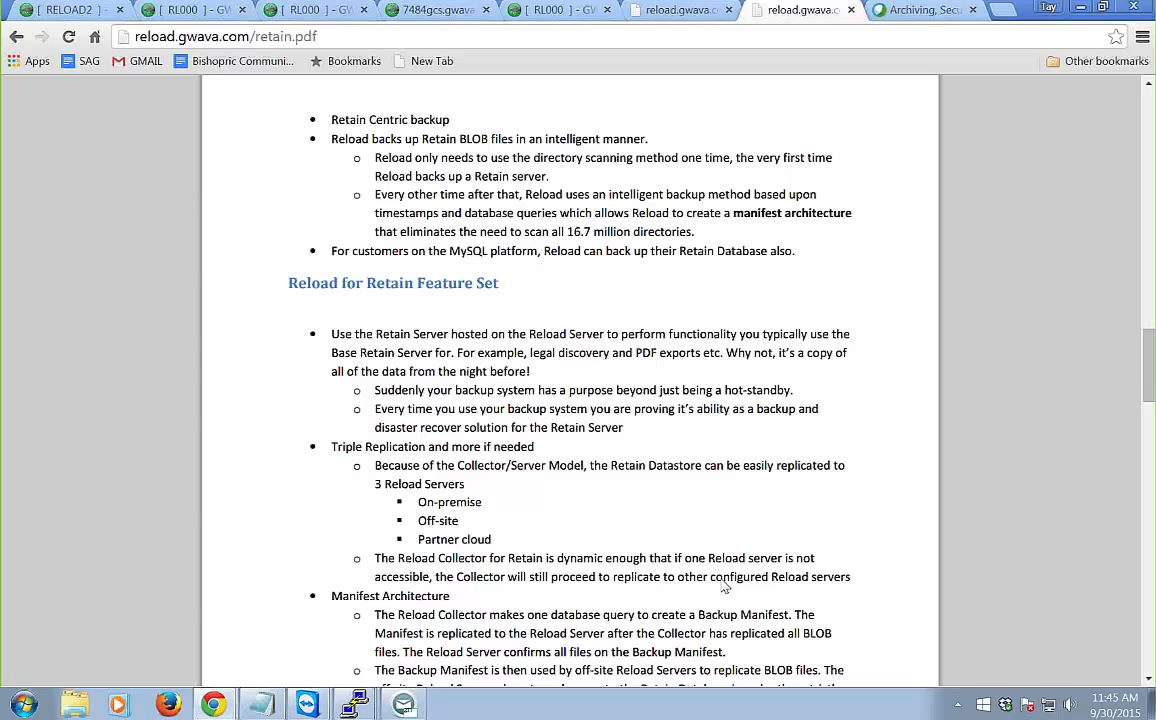 [ RELOAD2 ] -
[ RL000 ] - GW
[ RL000 ] - GW
7484gcs.gwava
[ RL000 ] - GW
reload.gwava.c
reload.gwava.c
Archiving, Secu
Tay
reload.gwava.com/retain.pdf
Apps
SAG
GMAIL
Bishopric Communi...
Bookmarks
New Tab
Other bookmarks
• Retain Centric backup
• Reload backs up Retain BLOB files in an intelligent manner.
o Reload only needs to use the directory scanning method one time, the very first time
Reload backs up a Retain server.
o Every other time after that, Reload uses an intelligent backup method based upon
timestamps and database queries which allows Reload to create a manifest architecture
that eliminates the need to scan all 16.7 million directories.
• For customers on the MySQL platform, Reload can back up their Retain Database also.
Reload for Retain Feature Set
• Use the Retain Server hosted on the Reload Server to perform functionality you typically use the
Base Retain Server for. For example, legal discovery and PDF exports etc. Why not, it's a copy of
all of the data from the night before!
o Suddenly your backup system has a purpose beyond just being a hot-standby.
o Every time you use your backup system you are proving it's ability as a backup and
disaster recover solution for the Retain Server
• Triple Replication and more if needed
o Because of the Collector/Server Model, the Retain Datastore can be easily replicated to
3 Reload Servers
▪ On-premise
▪ Off-site
▪ Partner cloud
o The Reload Collector for Retain is dynamic enough that if one Reload server is not
accessible, the Collector will still proceed to replicate to other configured Reload servers
• Manifest Architecture
o The Reload Collector makes one database query to create a Backup Manifest. The
Manifest is replicated to the Reload Server after the Collector has replicated all BLOB
files. The Reload Server confirms all files on the Backup Manifest.
o The Backup Manifest is then used by off-site Reload Servers to replicate BLOB files. The
11:45 AM
9/30/2015